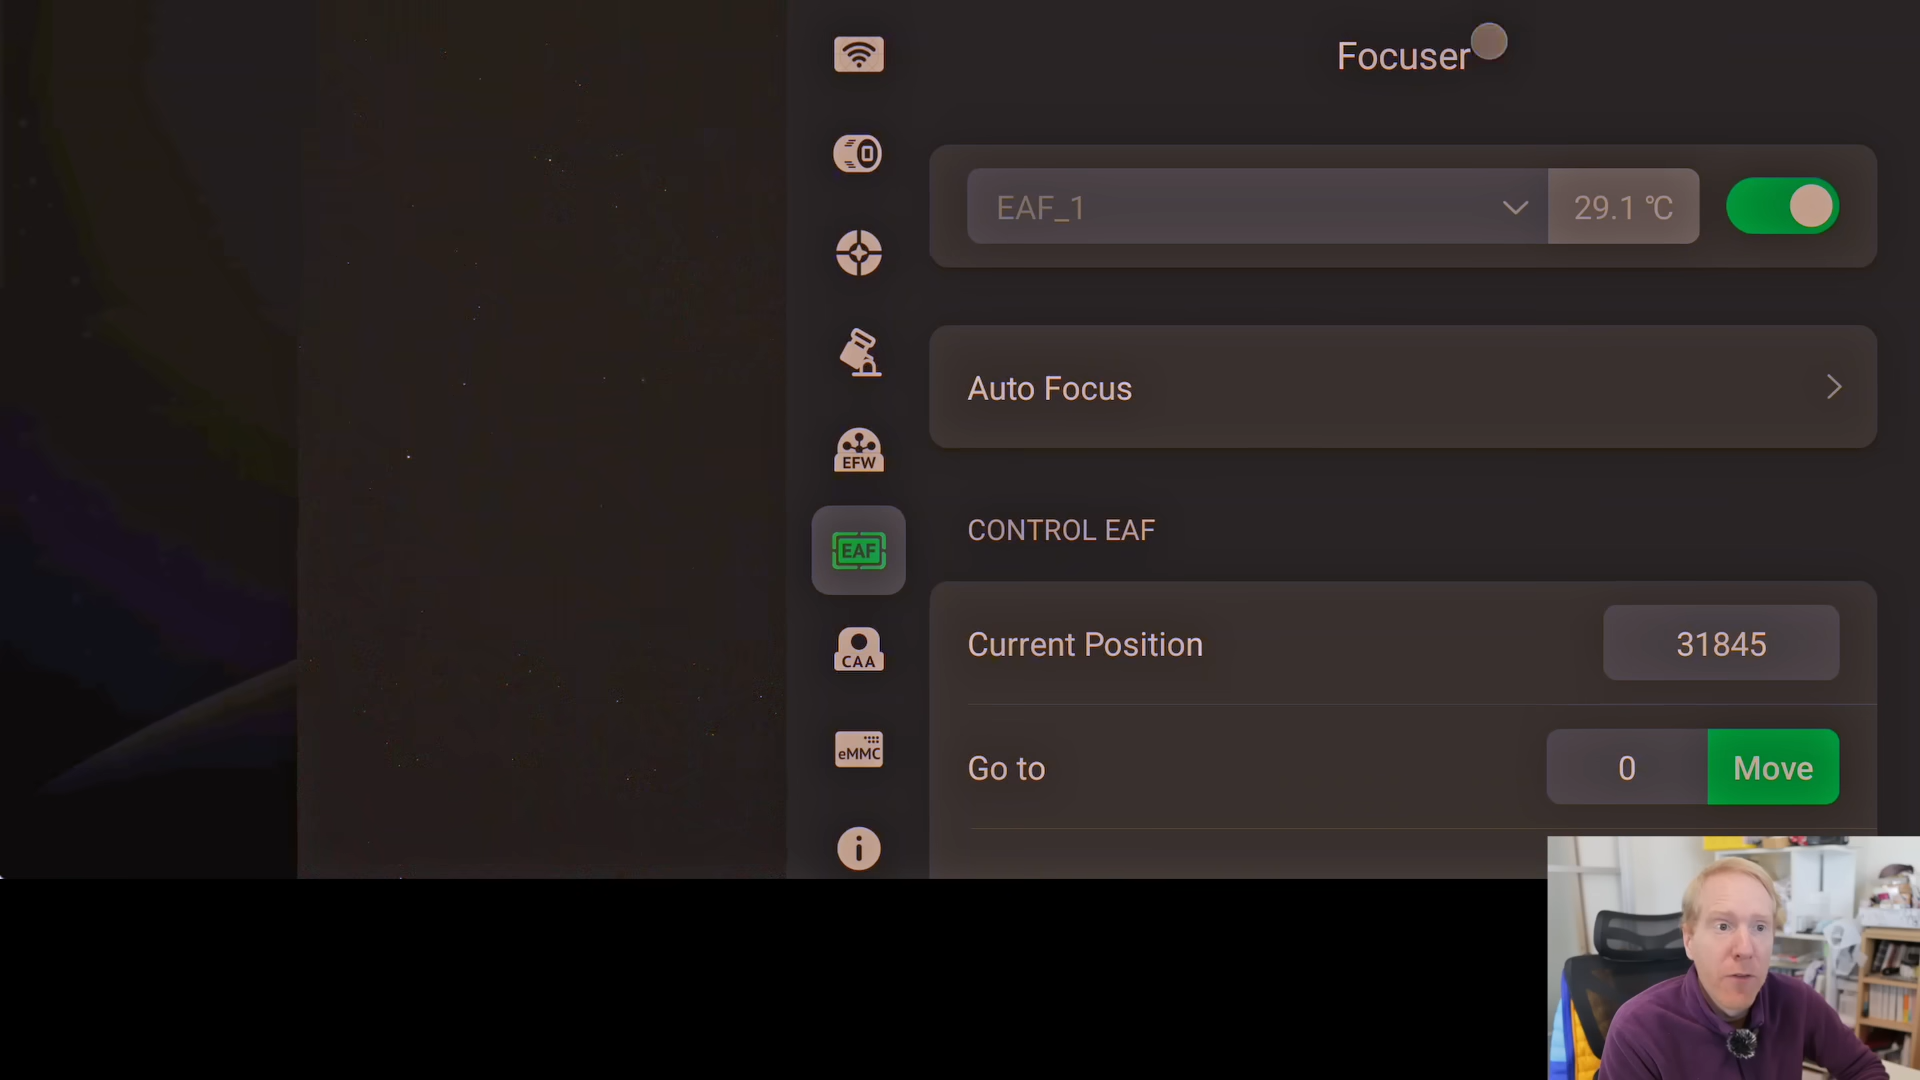 Focuser
EAF_1
29.1 ℃
Auto Focus
EFW
CONTROL EAF
EAF
Current Position
31845
CAA
eMMC
Go to
0
Move
i